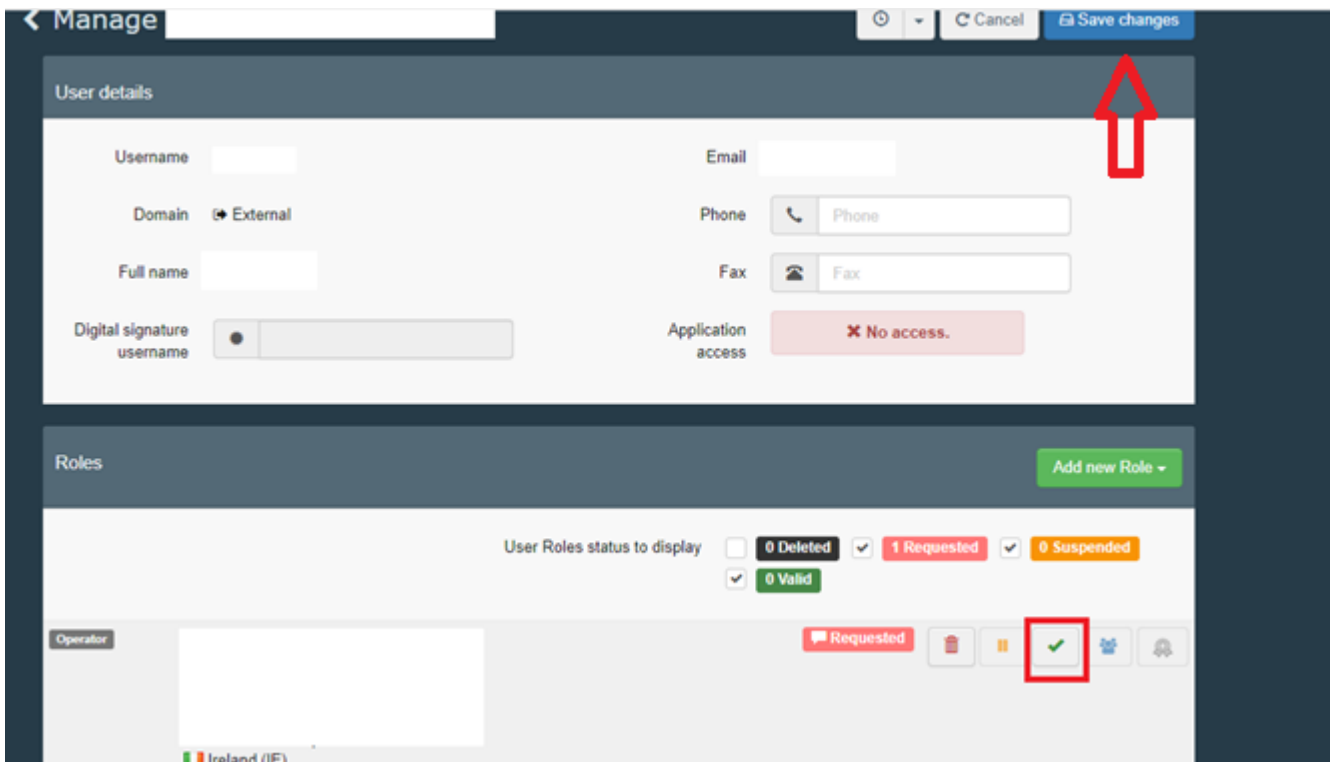 Manage
Cancel
Save changes
User details
Username
Email
Domain
External
Phone
Phone
Full name
Fax
Fax
Digital signature
username
Application
access
No access.
Roles
Add new Role
User Roles status to display
0 Deleted
1 Requested
0 Suspended
0 Valid
Operator
Requested
Ireland (IE)